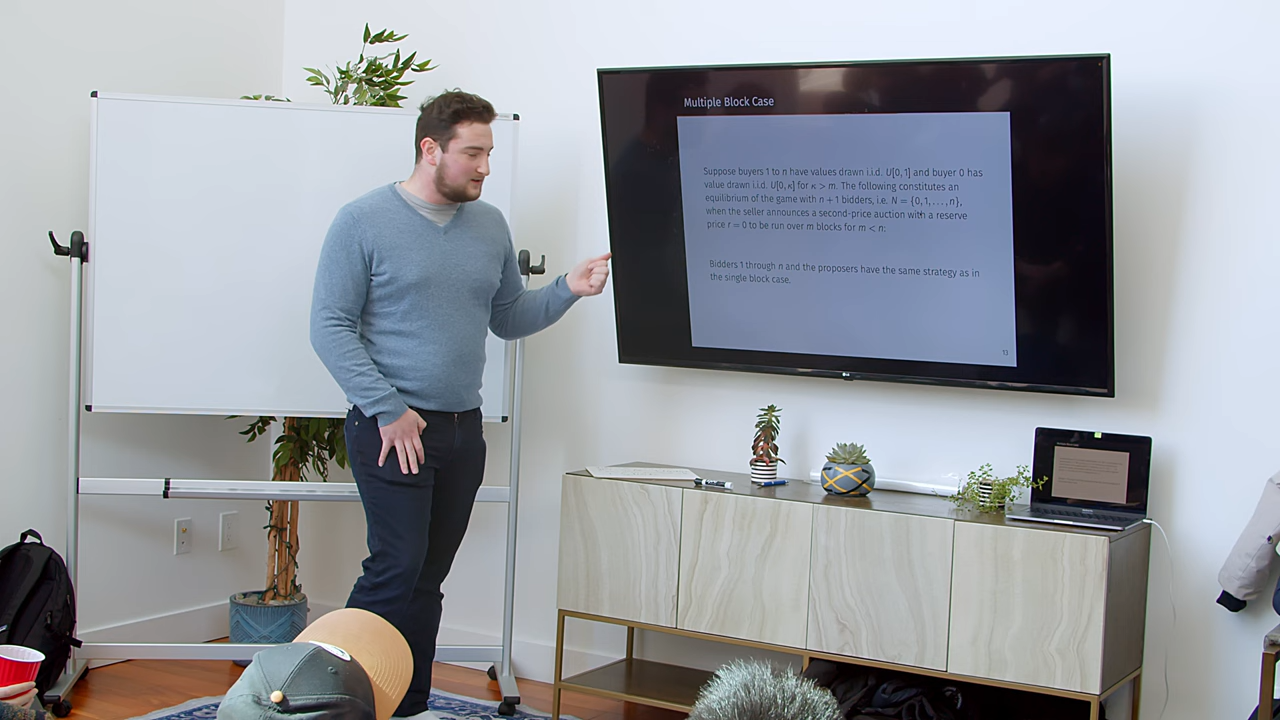 Multiple Block Case
Suppose buyers 1 to n have values drawn i.i.d. U[0, 1] and buyer 0 has
value drawn i.i.d. U[0, κ] for κ > m. The following constitutes an
equilibrium of the game with n + 1 bidders, i.e. N = {0, 1, . . . , n},
when the seller announces a second-price auction with a reserve
price r = 0 to be run over m blocks for m < n:
Bidders 1 through n and the proposers have the same strategy as in
the single block case.
13
LG